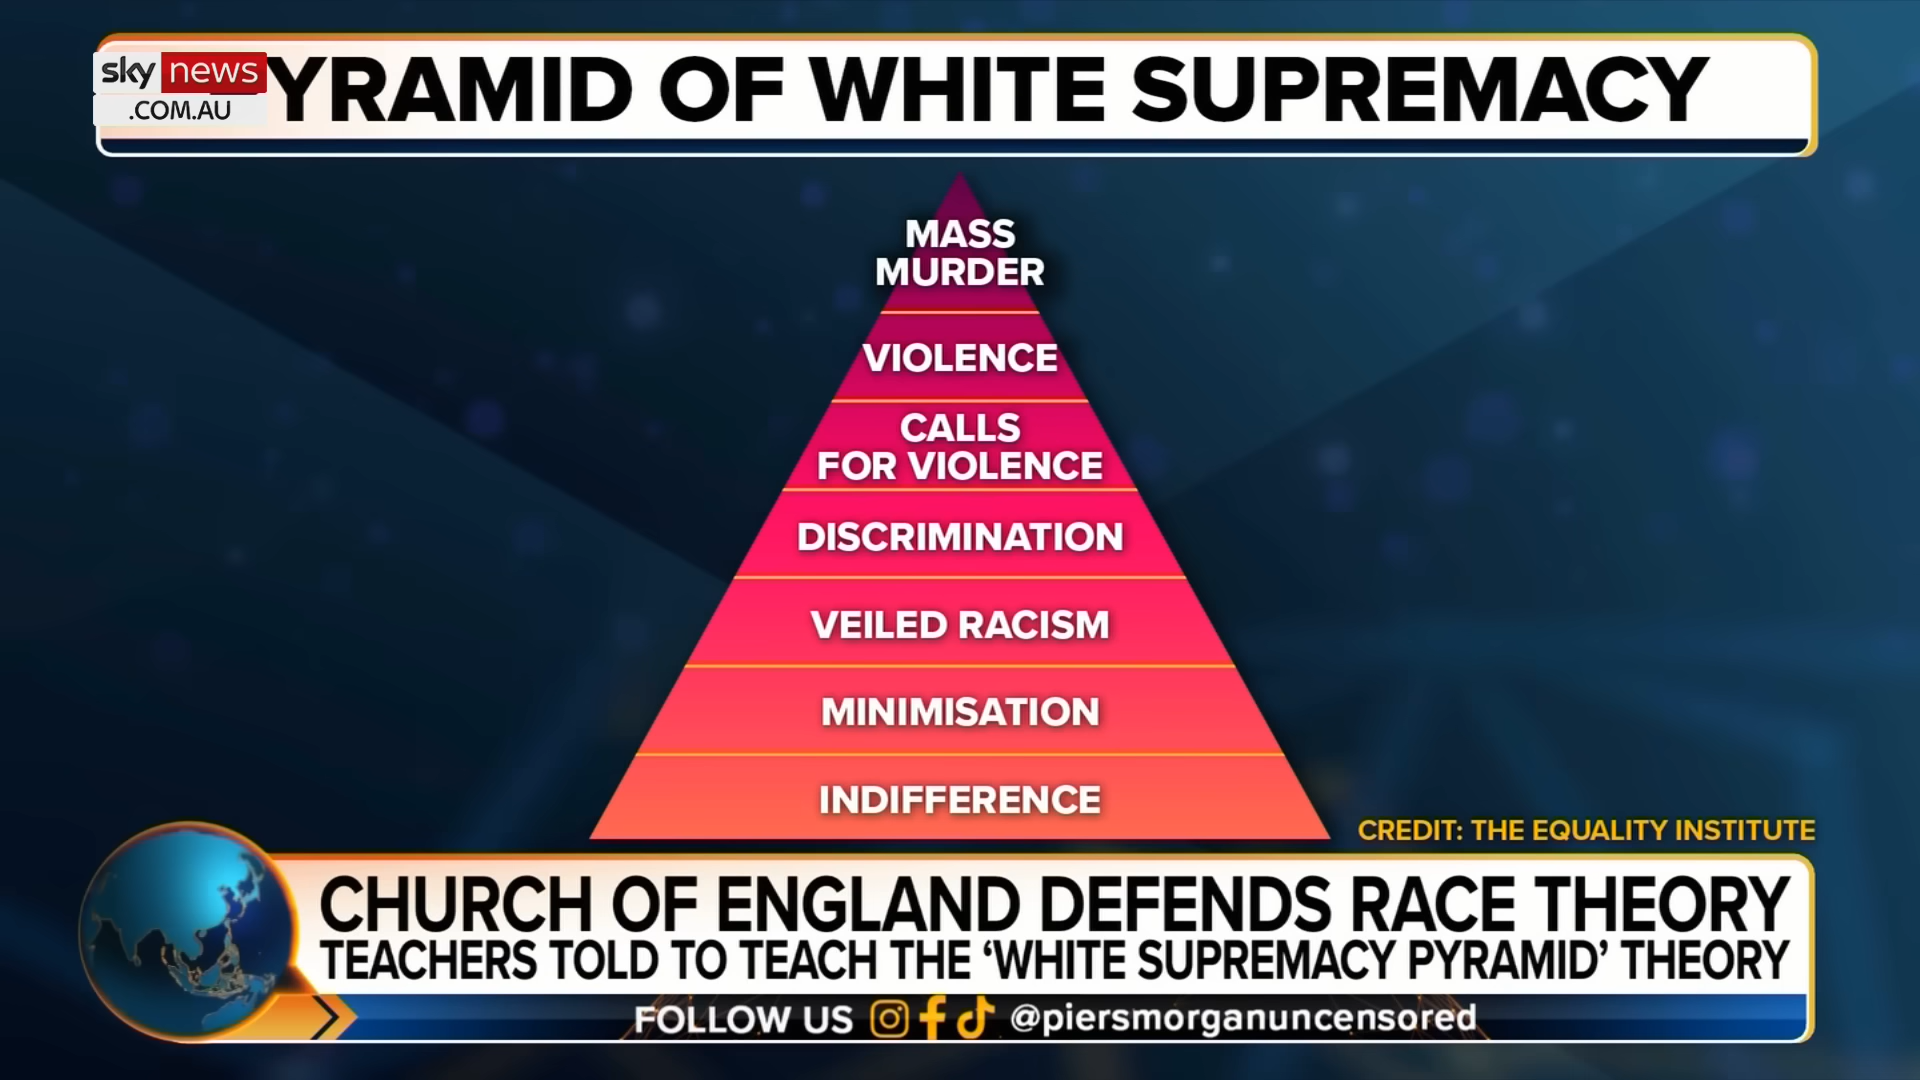 sky news
.COM.AU
YRAMID OF WHITE SUPREMACY
MASS
MURDER
VIOLENCE
CALLS
FOR VIOLENCE
DISCRIMINATION
VEILED RACISM
MINIMISATION
INDIFFERENCE
CREDIT: THE EQUALITY INSTITUTE
CHURCH OF ENGLAND DEFENDS RACE THEORY
TEACHERS TOLD TO TEACH THE ‘WHITE SUPREMACY PYRAMID’ THEORY
FOLLOW US @piersmorganuncensored